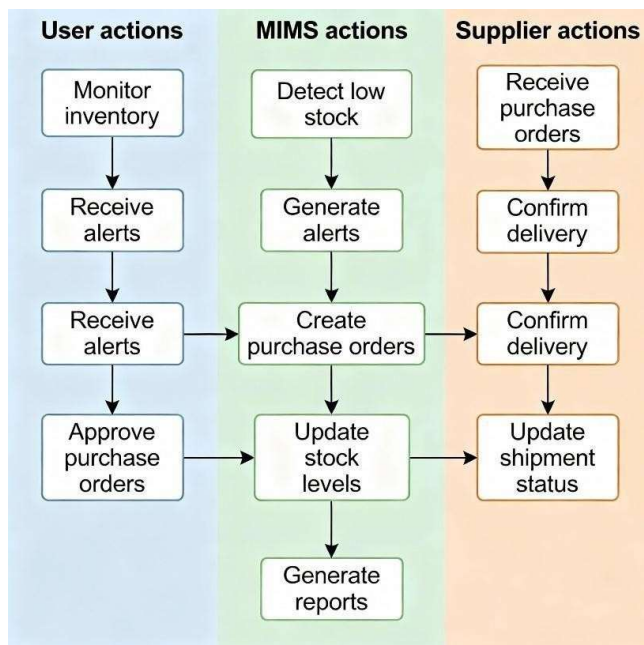 User actions
Monitor
inventory
Receive
alerts
Receive
alerts
Approve
purchase
orders
MIMS actions
Detect low
stock
Generate
alerts
Create
purchase orders
Update
stock
levels
Generate
reports
Supplier actions
Receive
purchase
orders
Confirm
delivery
Confirm
delivery
Update
shipment
status